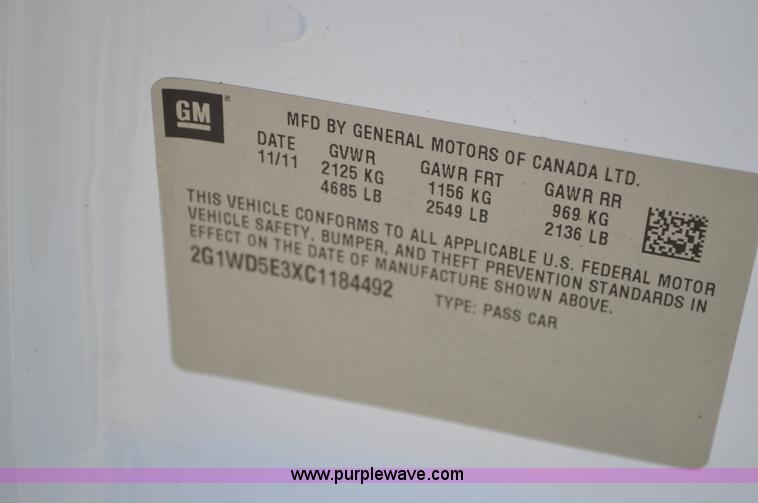 GM®
MFD BY GENERAL MOTORS OF CANADA LTD.
DATE GVWR GAWR FRT GAWR RR
11/11 2125 KG 1156 KG 969 KG
4685 LB 2549 LB 2136 LB
THIS VEHICLE CONFORMS TO ALL APPLICABLE U.S. FEDERAL MOTOR
VEHICLE SAFETY, BUMPER, AND THEFT PREVENTION STANDARDS IN
EFFECT ON THE DATE OF MANUFACTURE SHOWN ABOVE.
2G1WD5E3XC1184492 TYPE: PASS CAR
www.purplewave.com